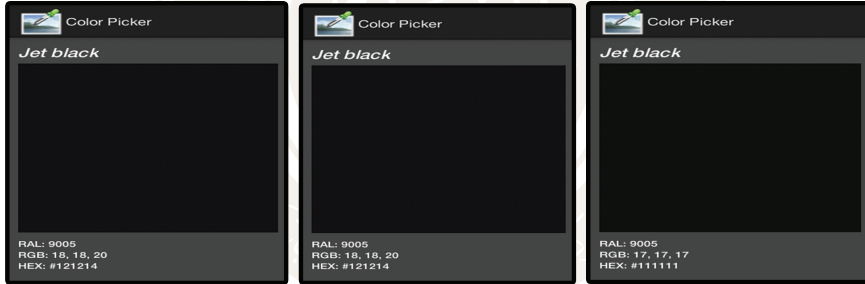 Color Picker
Jet black
RAL: 9005
RGB: 18, 18, 20
HEX: #121214
Color Picker
Jet black
RAL: 9005
RGB: 18, 18, 20
HEX: #121214
Color Picker
Jet black
RAL: 9005
RGB: 17, 17, 17
HEX: #111111